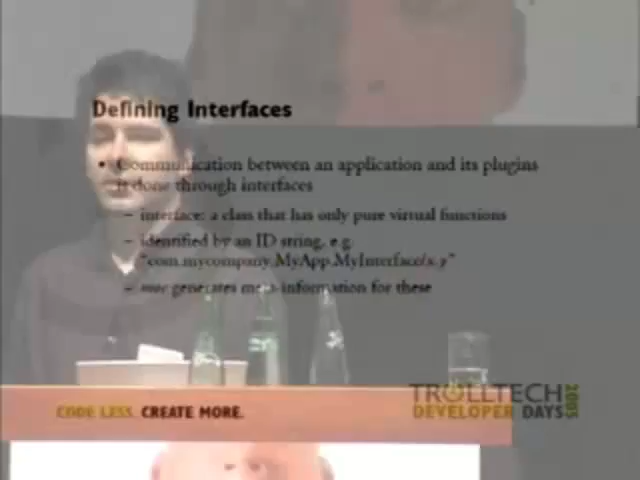 Defining Interfaces
• Communication between an application and its plugins
is done through interfaces
– interface: a class that has only pure virtual functions
– identified by an ID string, e.g.
"com.mycompany.MyApp.MyInterface/x.y"
– moc generates meta-information for these
TROLLTECH
CODE LESS. CREATE MORE.
DEVELOPER DAYS 2005